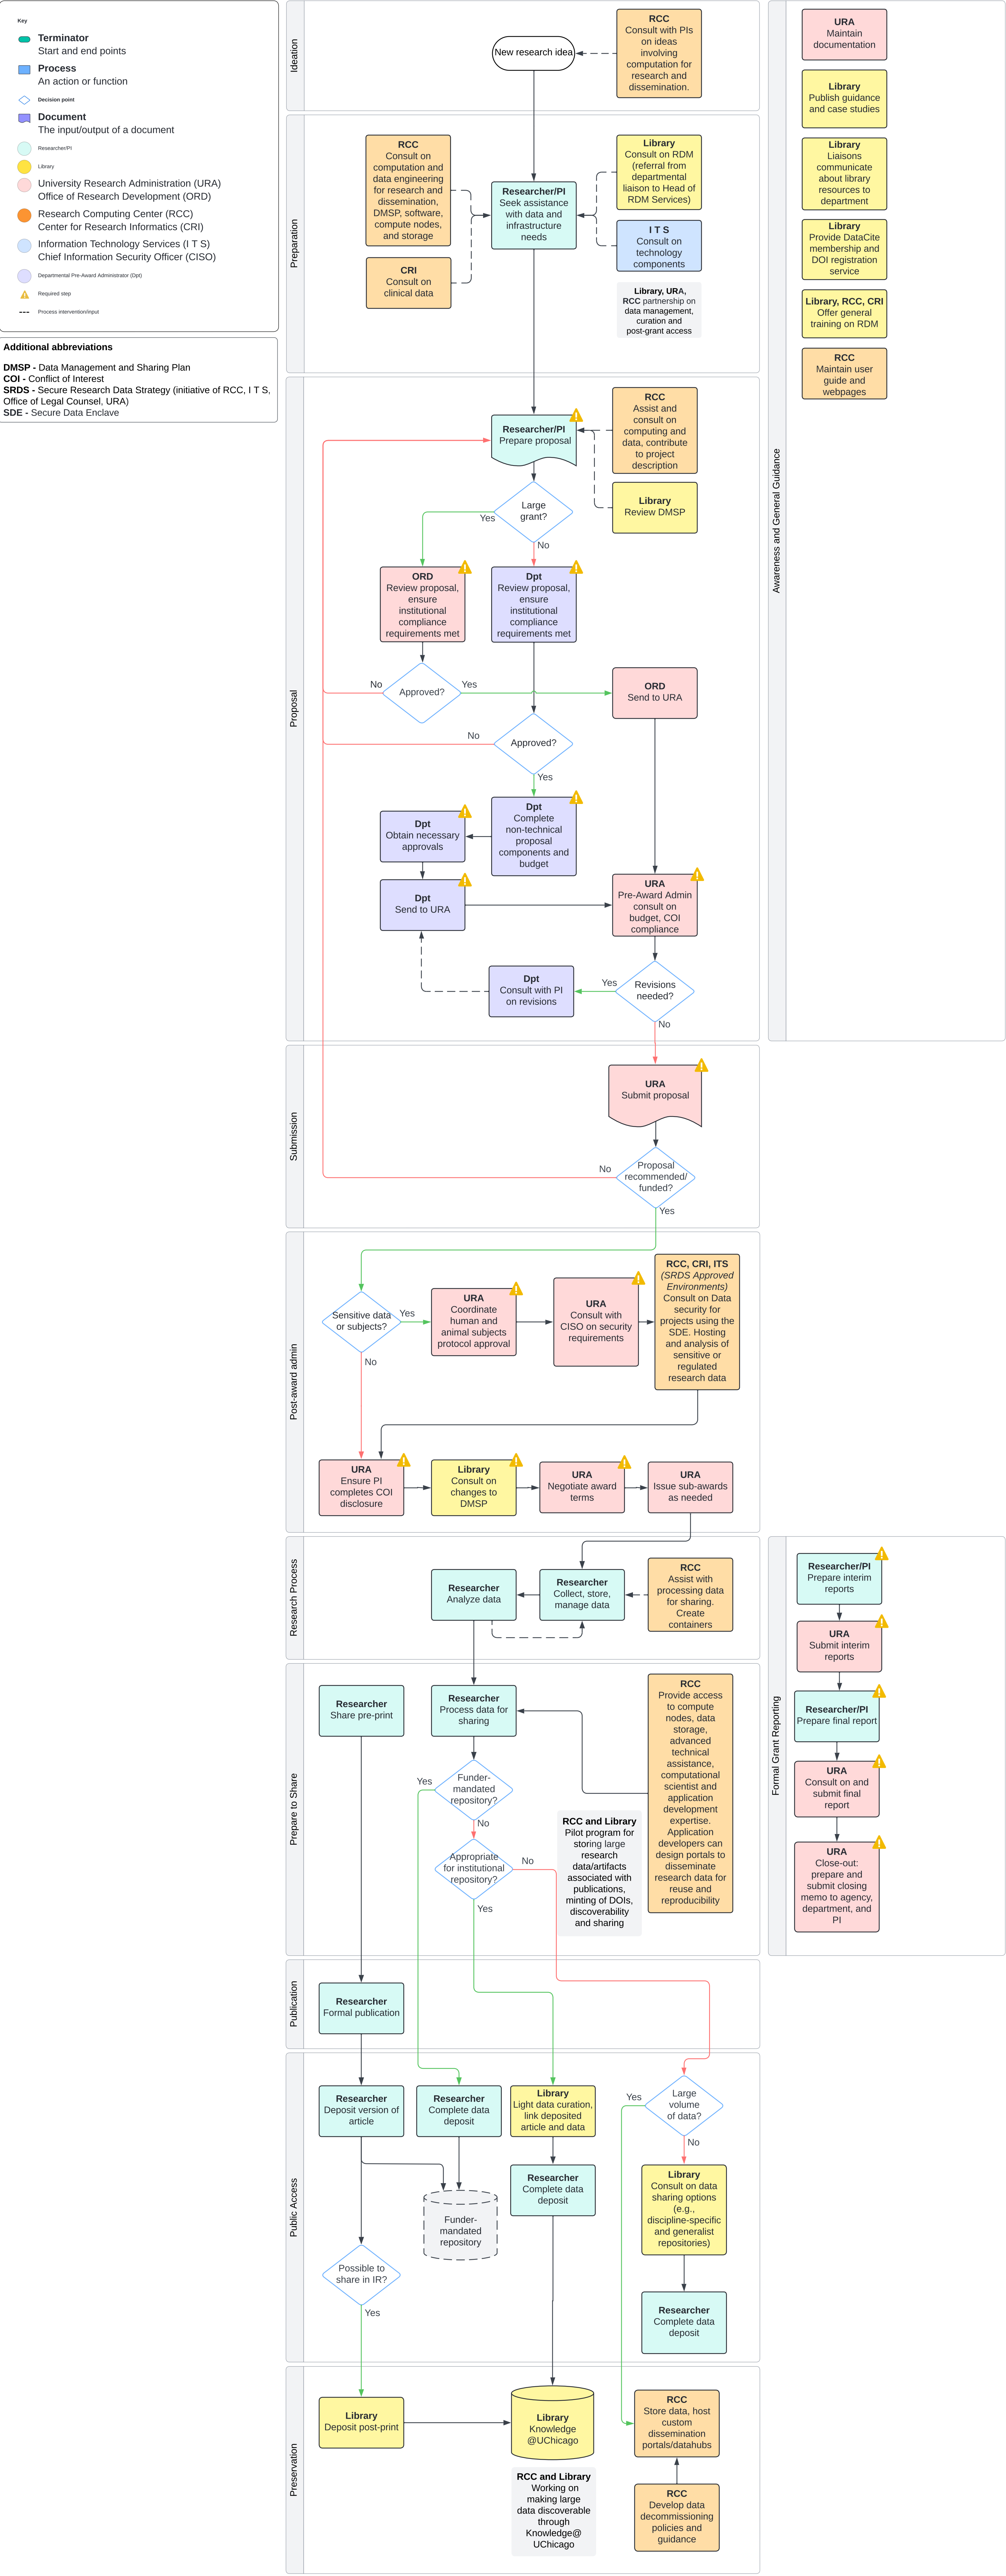 Key
Terminator
Start and end points
Process
An action or function
Decision point
Document
The input/output of a document
Researcher/PI
Library
University Research Administration (URA)
Office of Research Development (ORD)
Research Computing Center (RCC)
Center for Research Informatics (CRI)
Information Technology Services (I T S)
Chief Information Security Officer (CISO)
Departmental Pre-Award Administrator (Dpt)
Required step
Process intervention/input
Additional abbreviations
DMSP - Data Management and Sharing Plan
COI - Conflict of Interest
SRDS - Secure Research Data Strategy (initiative of RCC, I T S,
Office of Legal Counsel, URA)
SDE - Secure Data Enclave
Ideation
New research idea
RCC
Consult with PIs
on ideas
involving
computation for
research and
dissemination.
Preparation
RCC
Consult on
computation and
data engineering
for research and
dissemination,
DMSP, software,
compute nodes,
and storage
CRI
Consult on
clinical data
Researcher/PI
Seek assistance
with data and
infrastructure
needs
Library
Consult on RDM
(referral from
departmental
liaison to Head of
RDM Services)
I T S
Consult on
technology
components
Library, URA,
RCC partnership on
data management,
curation and
post-grant access
Proposal
Researcher/PI
Prepare proposal
RCC
Assist and
consult on
computing and
data, contribute
to project
description
Library
Review DMSP
Large
grant?
Yes
No
ORD
Review proposal,
ensure
institutional
compliance
requirements met
Dpt
Review proposal,
ensure
institutional
compliance
requirements met
No
Approved?
Yes
ORD
Send to URA
No
Approved?
Yes
Dpt
Obtain necessary
approvals
Dpt
Complete
non-technical
proposal
components and
budget
Dpt
Send to URA
URA
Pre-Award Admin
consult on
budget, COI
compliance
Dpt
Consult with PI
on revisions
Yes
Revisions
needed?
No
Submission
URA
Submit proposal
No
Proposal
recommended/
funded?
Yes
Post-award admin
Sensitive data
or subjects?
Yes
No
URA
Coordinate
human and
animal subjects
protocol approval
URA
Consult with
CISO on security
requirements
RCC, CRI, ITS
(SRDS Approved
Environments)
Consult on Data
security for
projects using the
SDE. Hosting
and analysis of
sensitive or
regulated
research data
URA
Ensure PI
completes COI
disclosure
Library
Consult on
changes to
DMSP
URA
Negotiate award
terms
URA
Issue sub-awards
as needed
Research Process
Researcher
Analyze data
Researcher
Collect, store,
manage data
RCC
Assist with
processing data
for sharing.
Create
containers
Prepare to Share
Researcher
Share pre-print
Researcher
Process data for
sharing
Yes
Funder-
mandated
repository?
No
Appropriate
for institutional
repository?
No
Yes
RCC and Library
Pilot program for
storing large
research
data/artifacts
associated with
publications,
minting of DOIs,
discoverability
and sharing
RCC
Provide access
to compute
nodes, data
storage,
advanced
technical
assistance,
computational
scientist and
application
development
expertise.
Application
developers can
design portals to
disseminate
research data for
reuse and
reproducibility
Publication
Researcher
Formal publication
Public Access
Researcher
Deposit version of
article
Researcher
Complete data
deposit
Library
Light data curation,
link deposited
article and data
Yes
Large
volume
of data?
No
Funder-
mandated
repository
Researcher
Complete data
deposit
Library
Consult on data
sharing options
(e.g.,
discipline-specific
and generalist
repositories)
Possible to
share in IR?
Yes
Researcher
Complete data
deposit
Preservation
Library
Deposit post-print
Library
Knowledge
@UChicago
RCC
Store data, host
custom
dissemination
portals/datahubs
RCC and Library
Working on
making large
data discoverable
through
Knowledge@
UChicago
RCC
Develop data
decommissioning
policies and
guidance
Awareness and General Guidance
URA
Maintain
documentation
Library
Publish guidance
and case studies
Library
Liaisons
communicate
about library
resources to
department
Library
Provide DataCite
membership and
DOI registration
service
Library, RCC, CRI
Offer general
training on RDM
RCC
Maintain user
guide and
webpages
Formal Grant Reporting
Researcher/PI
Prepare interim
reports
URA
Submit interim
reports
Researcher/PI
Prepare final report
URA
Consult on and
submit final
report
URA
Close-out:
prepare and
submit closing
memo to agency,
department, and
PI